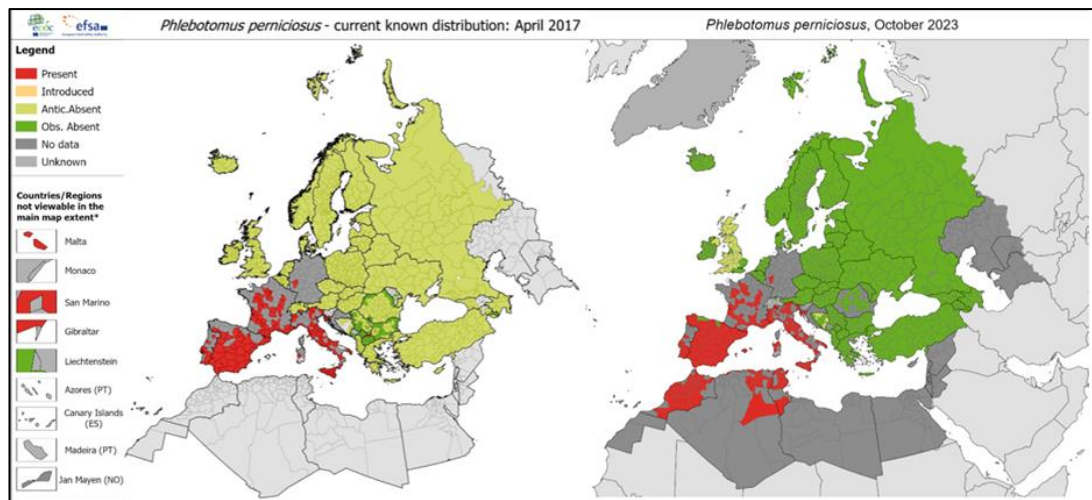 ecdc
efsa
Phlebotomus perniciosus - current known distribution: April 2017
Phlebotomus perniciosus, October 2023
Legend
Present
Introduced
Antic.Absent
Obs. Absent
No data
Unknown
Countries/Regions
not viewable in the
main map extent*
Malta
Monaco
San Marino
Gibraltar
Liechtenstein
Azores (PT)
Canary Islands
(ES)
Madeira (PT)
Jan Mayen (NO)